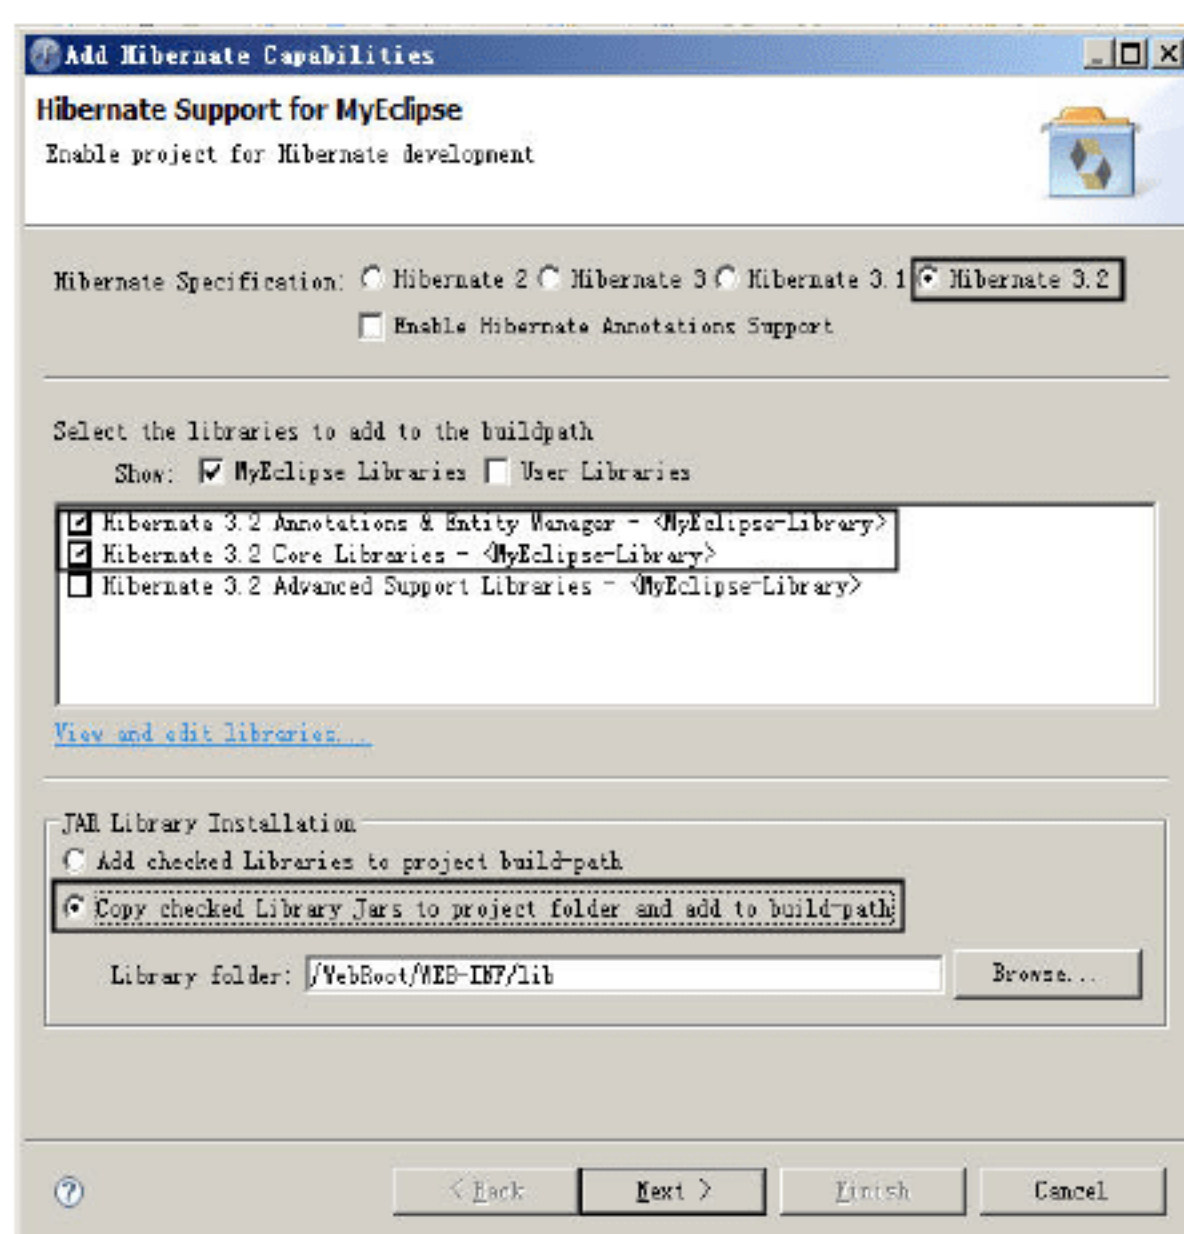 Add Hibernate Capabilities
Hibernate Support for MyEclipse
Enable project for Hibernate development
Hibernate Specification: Hibernate 2 Hibernate 3 Hibernate 3.1 Hibernate 3.2
Enable Hibernate Annotations Support
Select the libraries to add to the buildpath
Show: MyEclipse Libraries User Libraries
Hibernate 3.2 Annotations & Entity Manager - <MyEclipse-Library>
Hibernate 3.2 Core Libraries - <MyEclipse-Library>
Hibernate 3.2 Advanced Support Libraries - <MyEclipse-Library>
View and edit libraries...
JAR Library Installation
Add checked Libraries to project build-path
Copy checked Library Jars to project folder and add to build-path
Library folder: /WebRoot/WEB-INF/lib Browse...
< Back Next > Finish Cancel